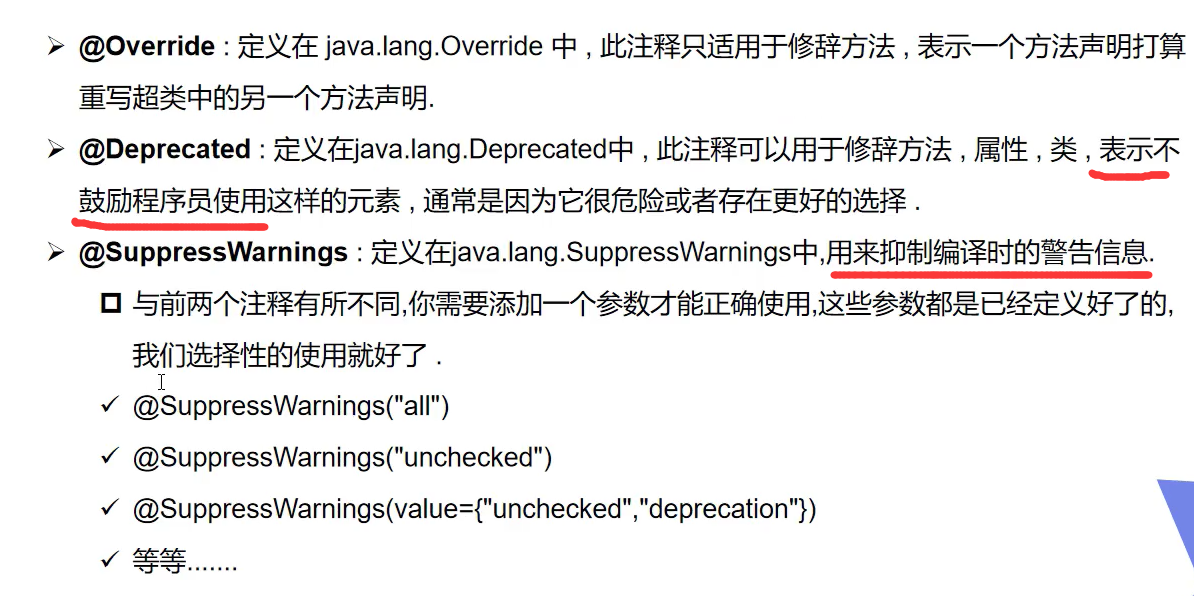 ➢ @Override : 定义在 java.lang.Override 中 , 此注释只适用于修辞方法 , 表示一个方法声明打算
重写超类中的另一个方法声明.
➢ @Deprecated : 定义在java.lang.Deprecated中 , 此注释可以用于修辞方法 , 属性 , 类 , 表示不
鼓励程序员使用这样的元素 , 通常是因为它很危险或者存在更好的选择 .
➢ @SuppressWarnings : 定义在java.lang.SuppressWarnings中,用来抑制编译时的警告信息.
与前两个注释有所不同,你需要添加一个参数才能正确使用,这些参数都是已经定义好了的,
我们选择性的使用就好了 .
✓ @SuppressWarnings("all")
✓ @SuppressWarnings("unchecked")
✓ @SuppressWarnings(value={"unchecked","deprecation"})
✓ 等等.......